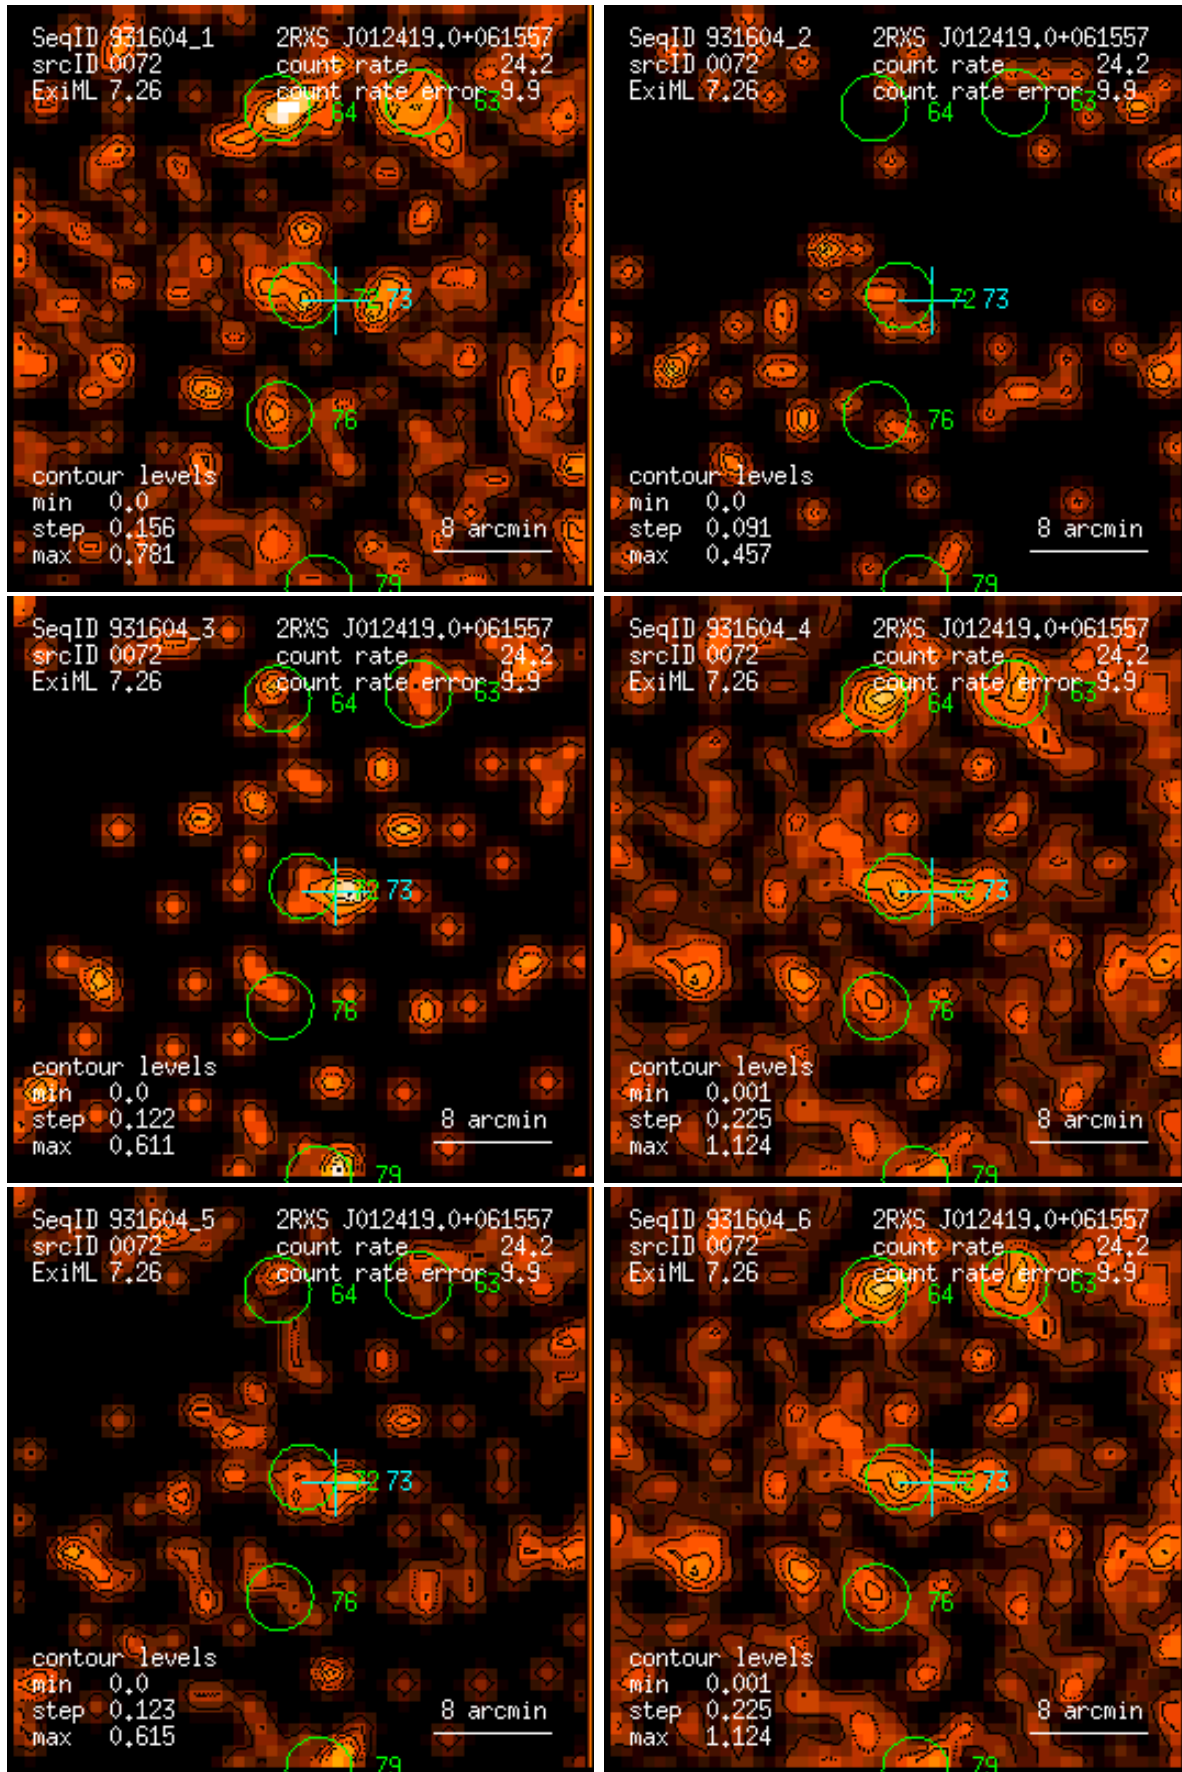 SeqID 931604_1 2RXS J012419.0+061557
srcID 0072 count rate 24.2
ExiML 7.26 count rate error 9.9
64 63
72 73
76
contour levels
min 0.0
step 0.156
max 0.781
8 arcmin
79
SeqID 931604_2 2RXS J012419.0+061557
srcID 0072 count rate 24.2
ExiML 7.26 count rate error 9.9
64 63
72 73
76
contour levels
min 0.0
step 0.091
max 0.457
8 arcmin
79
SeqID 931604_3 2RXS J012419.0+061557
srcID 0072 count rate 24.2
ExiML 7.26 count rate error 9.9
64 63
72 73
76
contour levels
min 0.0
step 0.122
max 0.611
8 arcmin
79
SeqID 931604_4 2RXS J012419.0+061557
srcID 0072 count rate 24.2
ExiML 7.26 count rate error 9.9
64 63
72 73
76
contour levels
min 0.001
step 0.225
max 1.124
8 arcmin
79
SeqID 931604_5 2RXS J012419.0+061557
srcID 0072 count rate 24.2
ExiML 7.26 count rate error 9.9
64 63
72 73
76
contour levels
min 0.0
step 0.123
max 0.615
8 arcmin
79
SeqID 931604_6 2RXS J012419.0+061557
srcID 0072 count rate 24.2
ExiML 7.26 count rate error 9.9
64 63
72 73
76
contour levels
min 0.001
step 0.225
max 1.124
8 arcmin
79